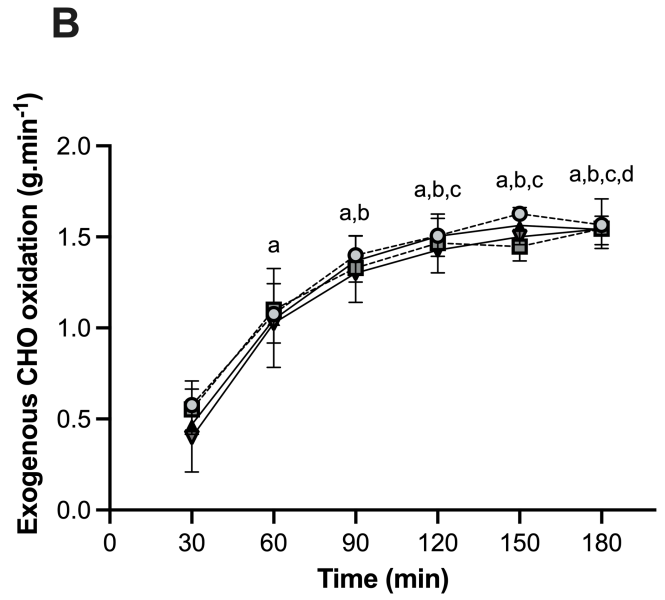 B
Exogenous CHO oxidation (g.min-1)
2.0
1.5
1.0
0.5
0.0
a
a,b
a,b,c
a,b,c
a,b,c,d
0 30 60 90 120 150 180
Time (min)